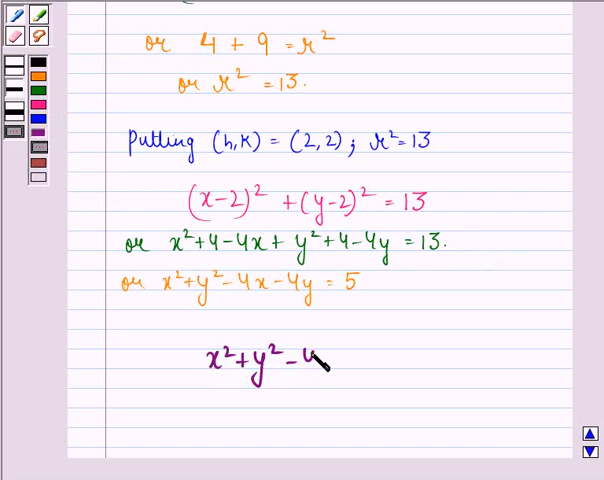 or 4 + 9 = r²
or r² = 13.
Putting (h,k) = (2,2) ; r² = 13
(x-2)² + (y-2)² = 13
or x² + 4 - 4x + y² + 4 - 4y = 13.
or x² + y² - 4x - 4y = 5
x² + y² - 4